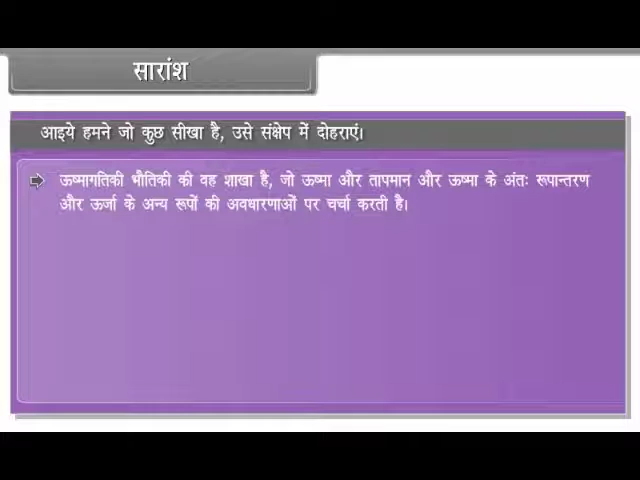 सारांश
आइये हमने जो कुछ सीखा है, उसे संक्षेप में दोहराएं।
ऊष्मागतिकी भौतिकी की वह शाखा है, जो ऊष्मा और तापमान और ऊष्मा के अंतः रूपान्तरण
और ऊर्जा के अन्य रूपों की अवधारणाओं पर चर्चा करती है।